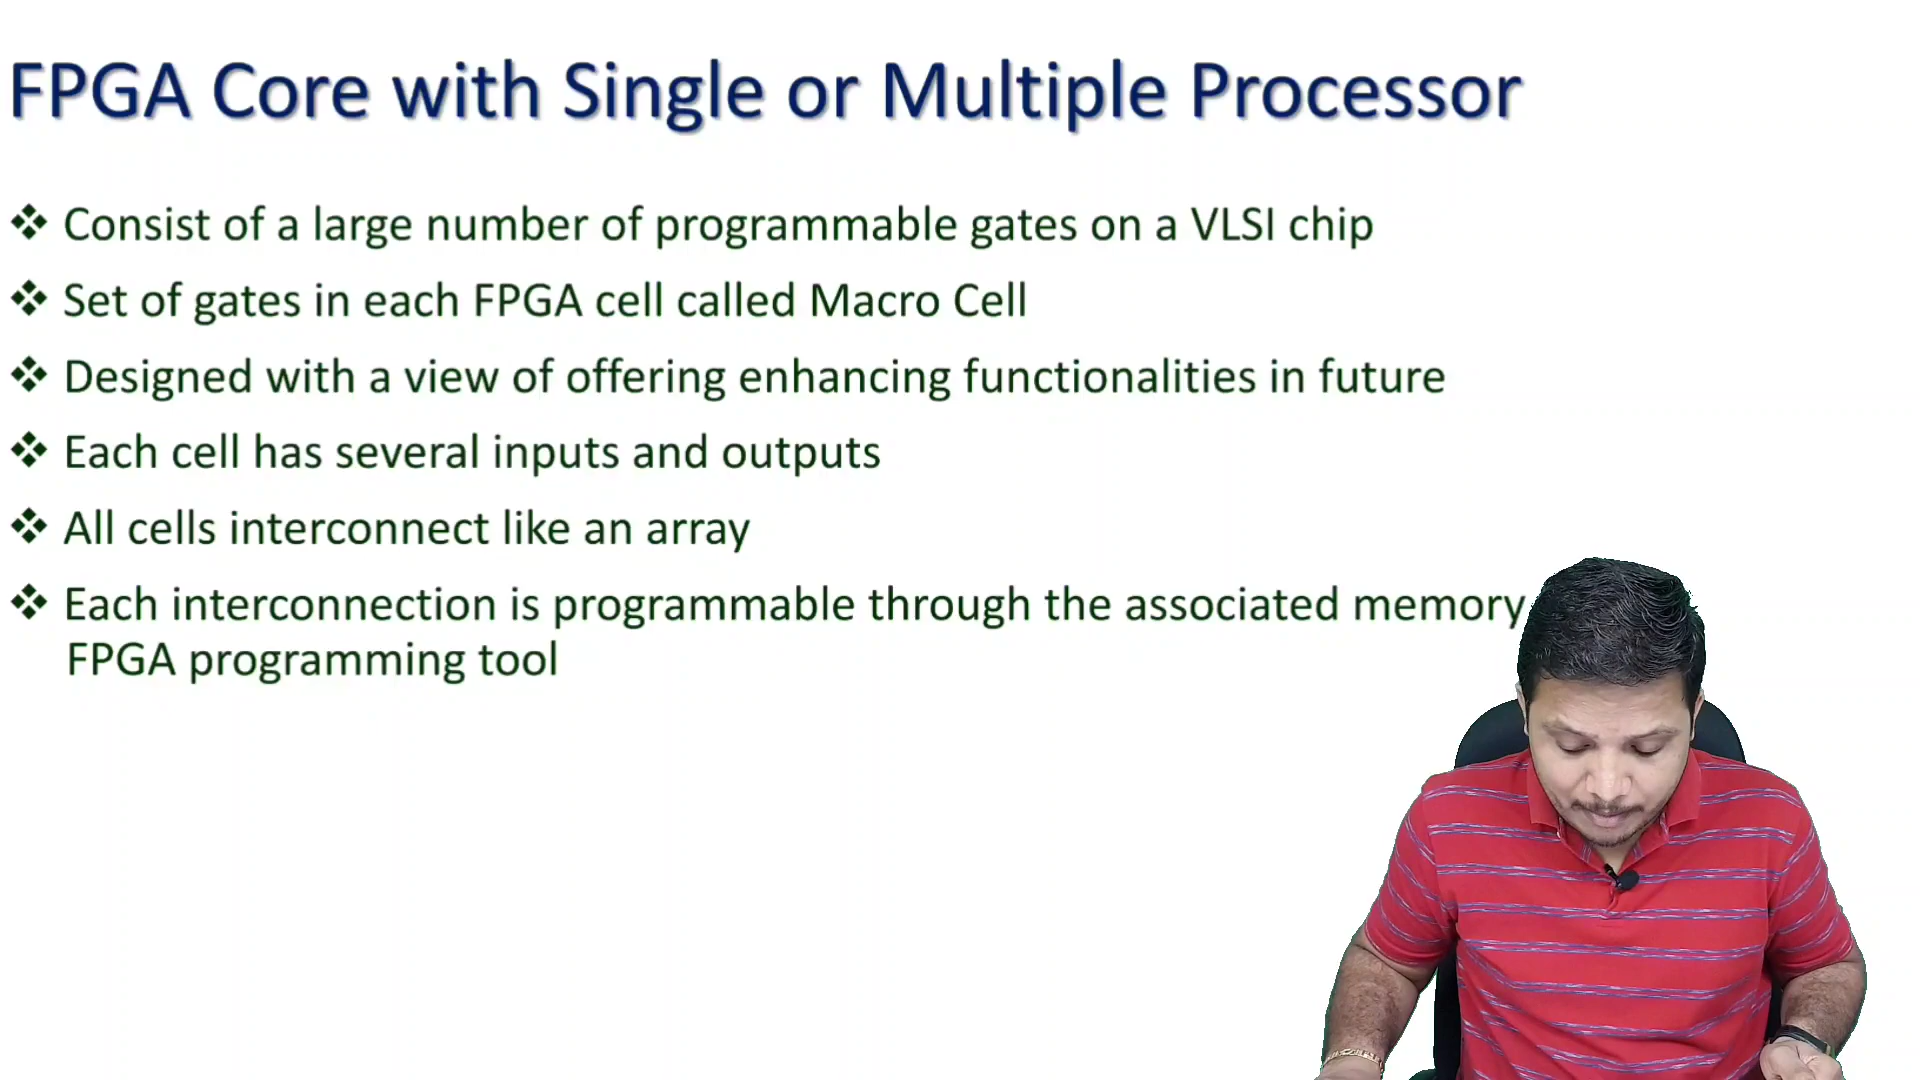 FPGA Core with Single or Multiple Processor
Consist of a large number of programmable gates on a VLSI chip
Set of gates in each FPGA cell called Macro Cell
Designed with a view of offering enhancing functionalities in future
Each cell has several inputs and outputs
All cells interconnect like an array
Each interconnection is programmable through the associated memory
FPGA programming tool